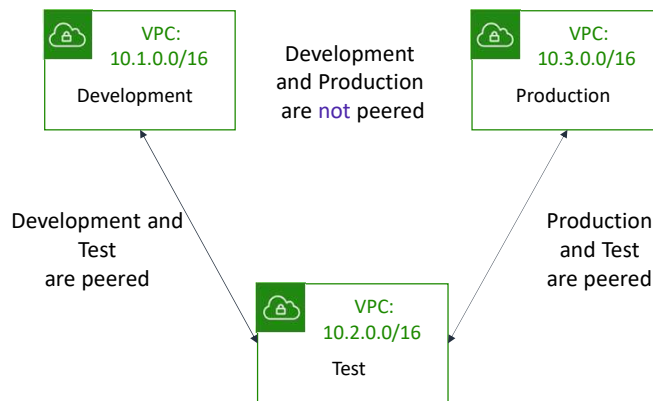 VPC:
10.1.0.0/16
Development
Development
and Production
are not peered
VPC:
10.3.0.0/16
Production
Development and
Test
are peered
Production
and Test
are peered
VPC:
10.2.0.0/16
Test